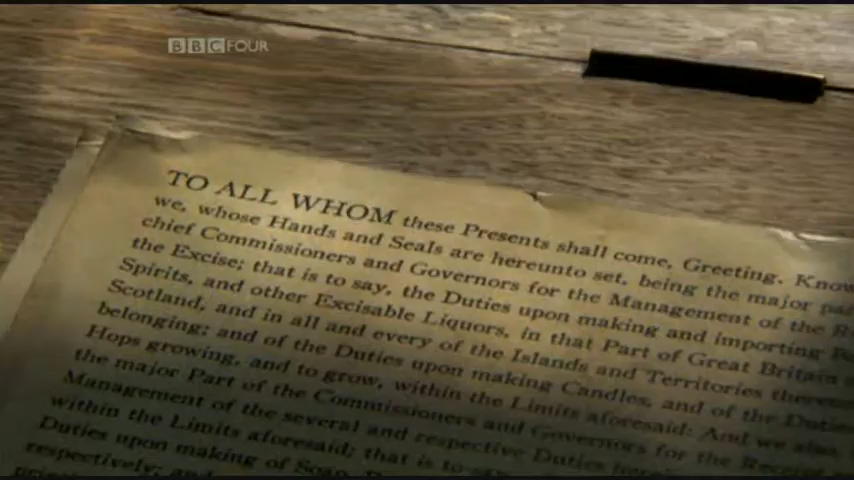 BBC FOUR
TO ALL WHOM these Presents shall come, Greeting. Know
we, whose Hands and Seals are hereunto set, being the major par
chief Commissioners and Governors for the Management of the R
the Excise; that is to say, the Duties upon making and importing
Spirits, and other Excisable Liquors, in that Part of Great Britain
Scotland, and in all and every of the Islands and Territories thereun
belonging; and of the Duties upon making Candles, and of the Duties
Hops growing, and to grow, within the Limits aforesaid: And we also
the major Part of the Commissioners and Governors for the Receipt
Management of the several and respective Duties
within the Limits aforesaid; that is to say
Duties upon making of Soap,
respectively; and